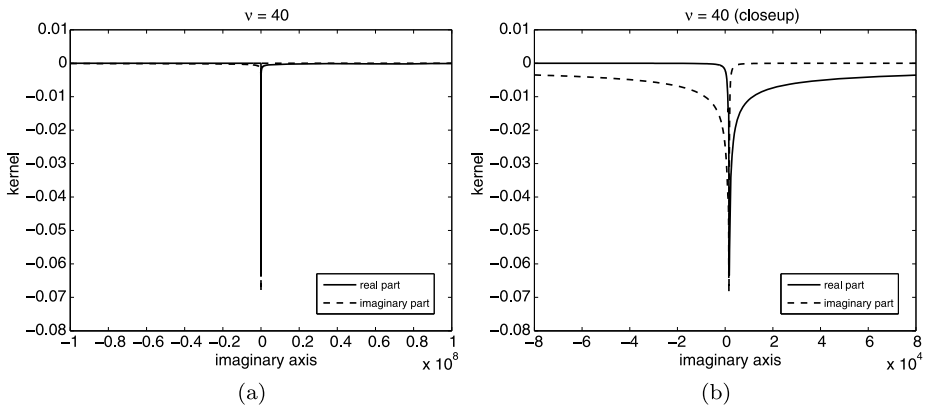 ν = 40
0.01
0
−0.01
−0.02
−0.03
−0.04
−0.05
−0.06
−0.07
−0.08
kernel
real part
imaginary part
−1 −0.8 −0.6 −0.4 −0.2 0 0.2 0.4 0.6 0.8 1
imaginary axis
x 10^8
(a)
ν = 40 (closeup)
0.01
0
−0.01
−0.02
−0.03
−0.04
−0.05
−0.06
−0.07
−0.08
kernel
real part
imaginary part
−8 −6 −4 −2 0 2 4 6 8
imaginary axis
x 10^4
(b)